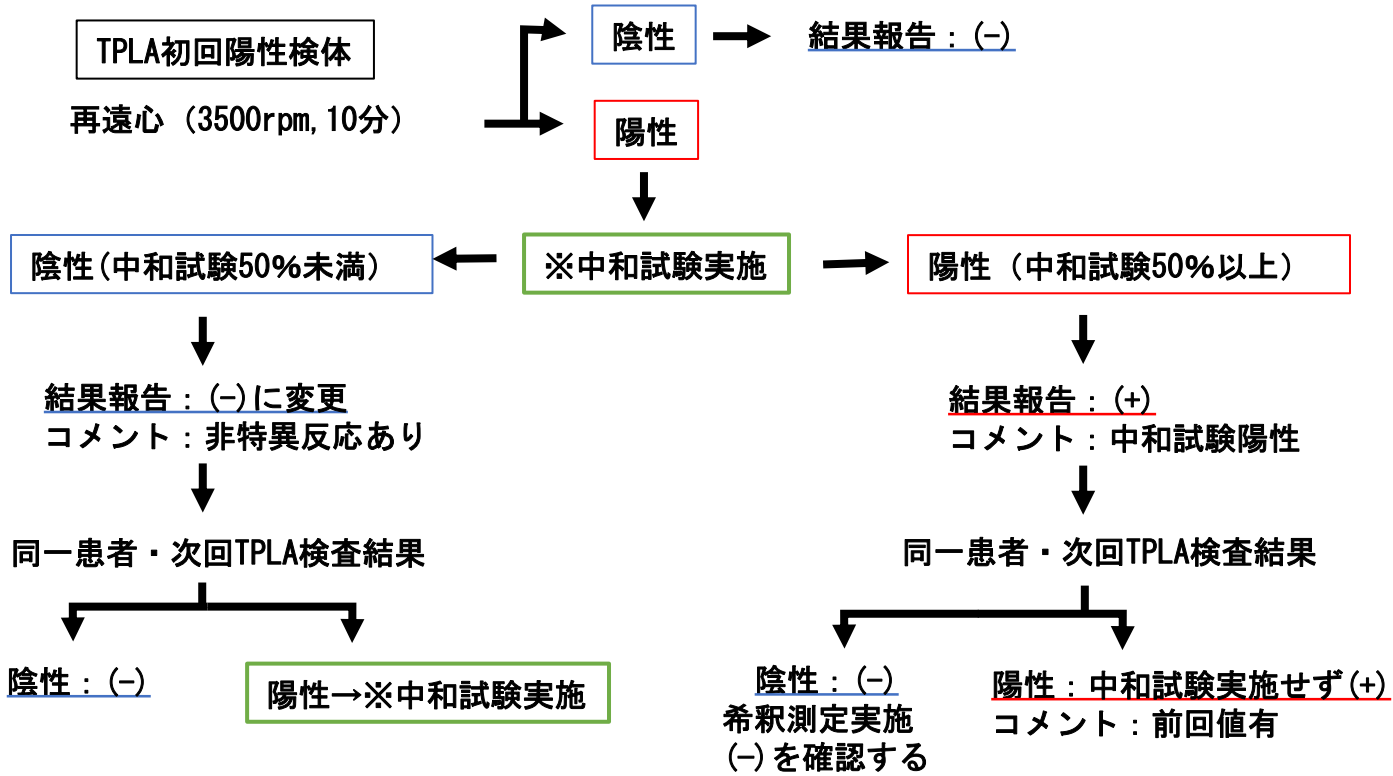 TPLA初回陽性検体
再遠心（3500rpm,10分）
陰性
結果報告：(−)
陽性
陰性(中和試験50％未満）
※中和試験実施
陽性（中和試験50％以上）
結果報告：(−)に変更
コメント：非特異反応あり
同一患者・次回TPLA検査結果
陰性：(−)
陽性→※中和試験実施
結果報告：(+)
コメント：中和試験陽性
同一患者・次回TPLA検査結果
陰性：(−)
希釈測定実施
(−)を確認する
陽性：中和試験実施せず(+)
コメント：前回値有